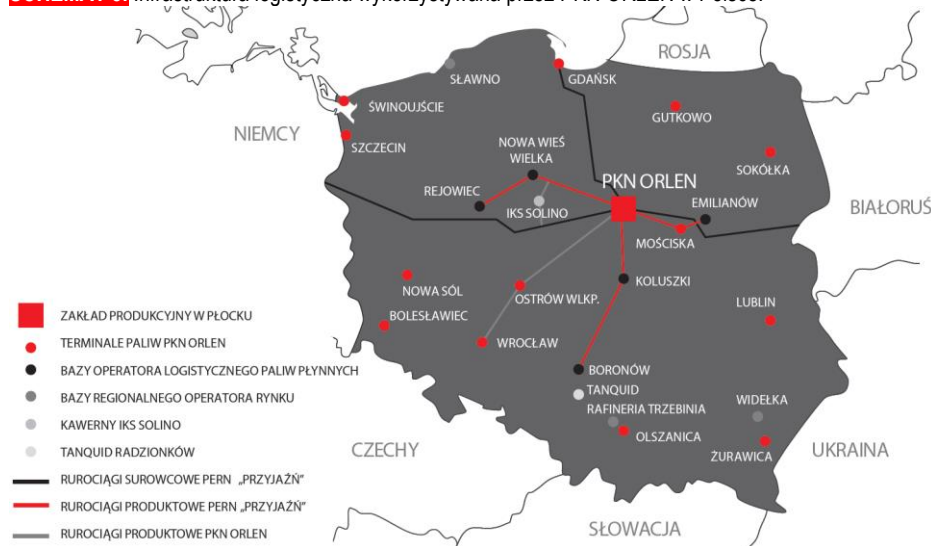 Infrastruktura logistyczna wykorzystywana przez PKN ORLEN w Polsce.
ROSJA
SŁAWNO
GDAŃSK
ŚWINOUJŚCIE
GUTKOWO
NIEMCY
SZCZECIN
NOWA WIEŚ
WIELKA
SOKÓŁKA
PKN ORLEN
REJOWIEC
EMILIANÓW
IKS SOLINO
BIAŁORUŚ
MOŚCISKA
NOWA SÓL
OSTRÓW WLKP.
KOLUSZKI
LUBLIN
BOLESŁAWIEC
WROCŁAW
BORONÓW
TANQUID
RAFINERIA TRZEBINIA
WIDEŁKA
OLSZANICA
CZECHY
ŻURAWICA
UKRAINA
SŁOWACJA
ZAKŁAD PRODUKCYJNY W PŁOCKU
TERMINALE PALIW PKN ORLEN
BAZY OPERATORA LOGISTYCZNEGO PALIW PŁYNNYCH
BAZY REGIONALNEGO OPERATORA RYNKU
KAWERNY IKS SOLINO
TANQUID RADZIONKÓW
RUROCIĄGI SUROWCOWE PERN „PRZYJAŹŃ"
RUROCIĄGI PRODUKTOWE PERN „PRZYJAŹŃ"
RUROCIĄGI PRODUKTOWE PKN ORLEN